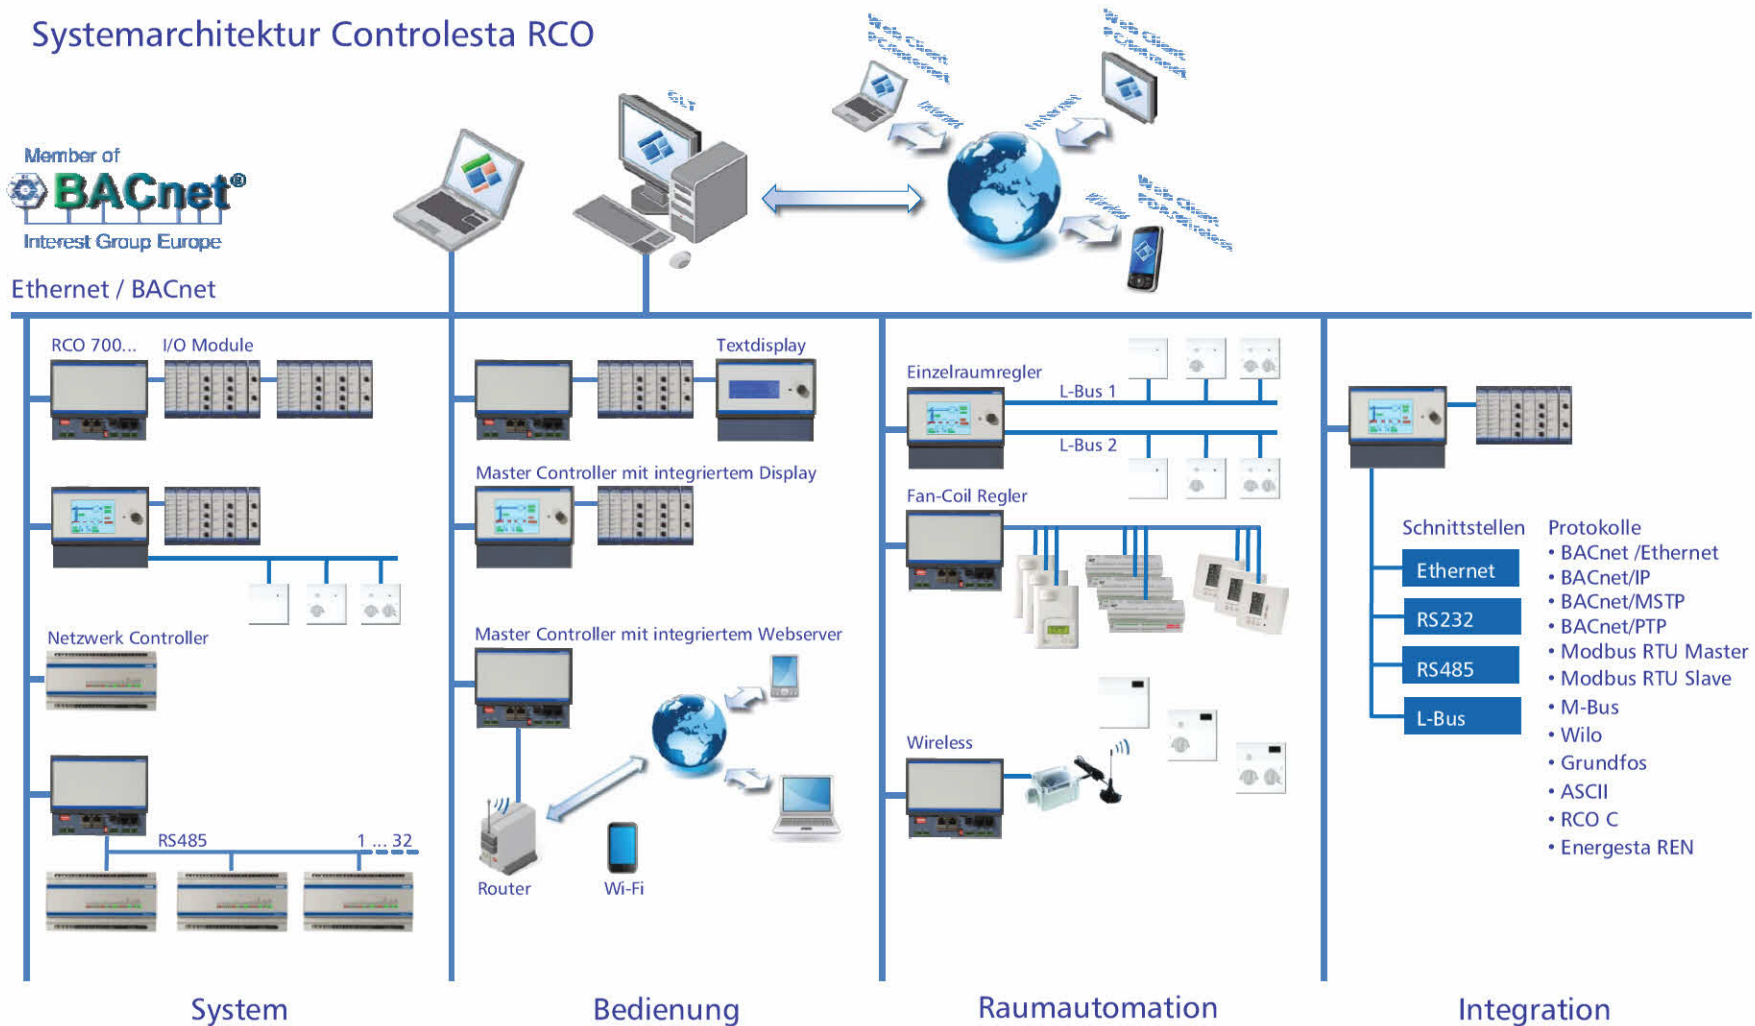 Systemarchitektur Controlesta RCO
Member of
BACnet®
Interest Group Europe
Ethernet / BACnet
GLT
Internet
Internet
RCO 700...
I/O Module
Netzwerk Controller
RS485
1 ... 32
System
Textdisplay
Master Controller mit integriertem Display
Master Controller mit integriertem Webserver
Router
Wi-Fi
Bedienung
Einzelraumregler
L-Bus 1
L-Bus 2
Fan-Coil Regler
Wireless
Raumautomation
Schnittstellen
Ethernet
RS232
RS485
L-Bus
Protokolle
• BACnet /Ethernet
• BACnet/IP
• BACnet/MSTP
• BACnet/PTP
• Modbus RTU Master
• Modbus RTU Slave
• M-Bus
• Wilo
• Grundfos
• ASCII
• RCO C
• Energesta REN
Integration